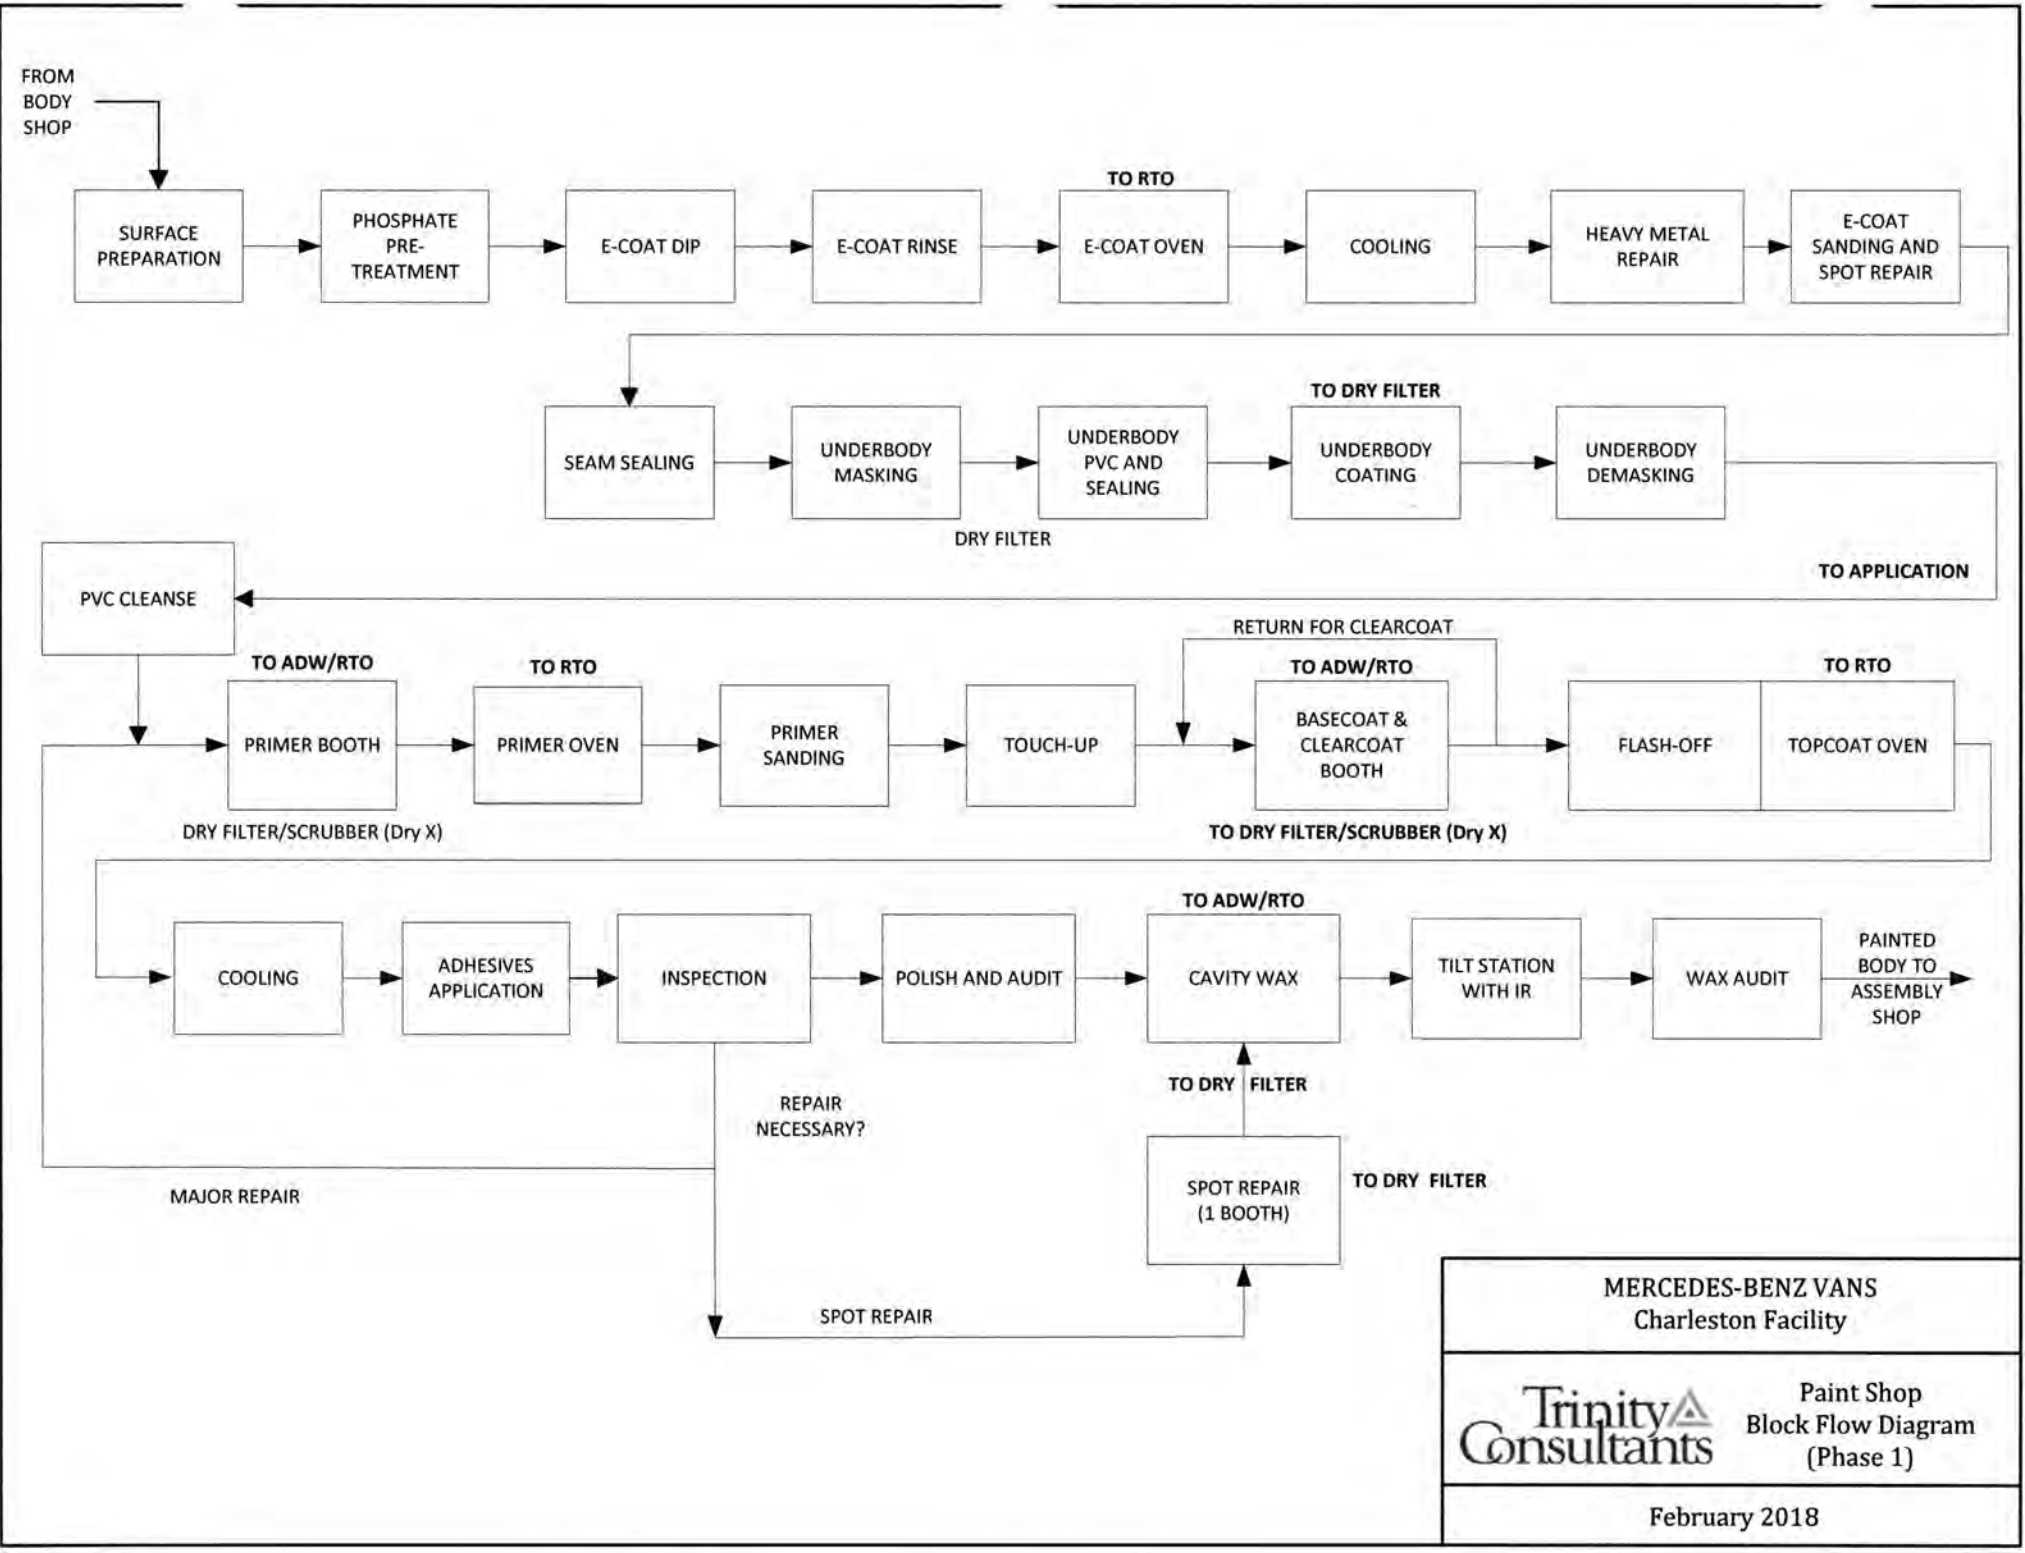 FROM
BODY
SHOP
TO RTO
SURFACE
PREPARATION
PHOSPHATE
PRE-
TREATMENT
E-COAT DIP
E-COAT RINSE
E-COAT OVEN
COOLING
HEAVY METAL
REPAIR
E-COAT
SANDING AND
SPOT REPAIR
TO DRY FILTER
SEAM SEALING
UNDERBODY
MASKING
UNDERBODY
PVC AND
SEALING
UNDERBODY
COATING
UNDERBODY
DEMASKING
DRY FILTER
TO APPLICATION
PVC CLEANSE
RETURN FOR CLEARCOAT
TO ADW/RTO
TO RTO
TO ADW/RTO
TO RTO
PRIMER BOOTH
PRIMER OVEN
PRIMER
SANDING
TOUCH-UP
BASECOAT &
CLEARCOAT
BOOTH
FLASH-OFF
TOPCOAT OVEN
DRY FILTER/SCRUBBER (Dry X)
TO DRY FILTER/SCRUBBER (Dry X)
TO ADW/RTO
COOLING
ADHESIVES
APPLICATION
INSPECTION
POLISH AND AUDIT
CAVITY WAX
TILT STATION
WITH IR
WAX AUDIT
PAINTED
BODY TO
ASSEMBLY
SHOP
TO DRY FILTER
REPAIR
NECESSARY?
MAJOR REPAIR
SPOT REPAIR
(1 BOOTH)
TO DRY FILTER
SPOT REPAIR
MERCEDES-BENZ VANS
Charleston Facility
Trinity
Consultants
Paint Shop
Block Flow Diagram
(Phase 1)
February 2018